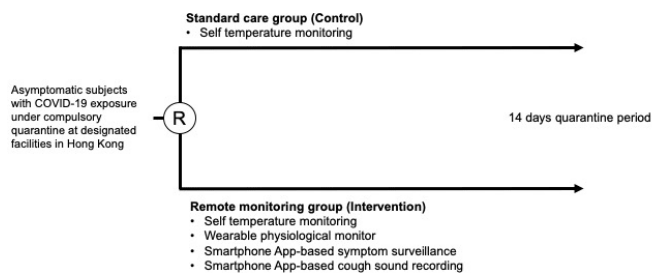 Standard care group (Control)
• Self temperature monitoring
Asymptomatic subjects
with COVID-19 exposure
under compulsory
quarantine at designated
facilities in Hong Kong
R
14 days quarantine period
Remote monitoring group (Intervention)
• Self temperature monitoring
• Wearable physiological monitor
• Smartphone App-based symptom surveillance
• Smartphone App-based cough sound recording